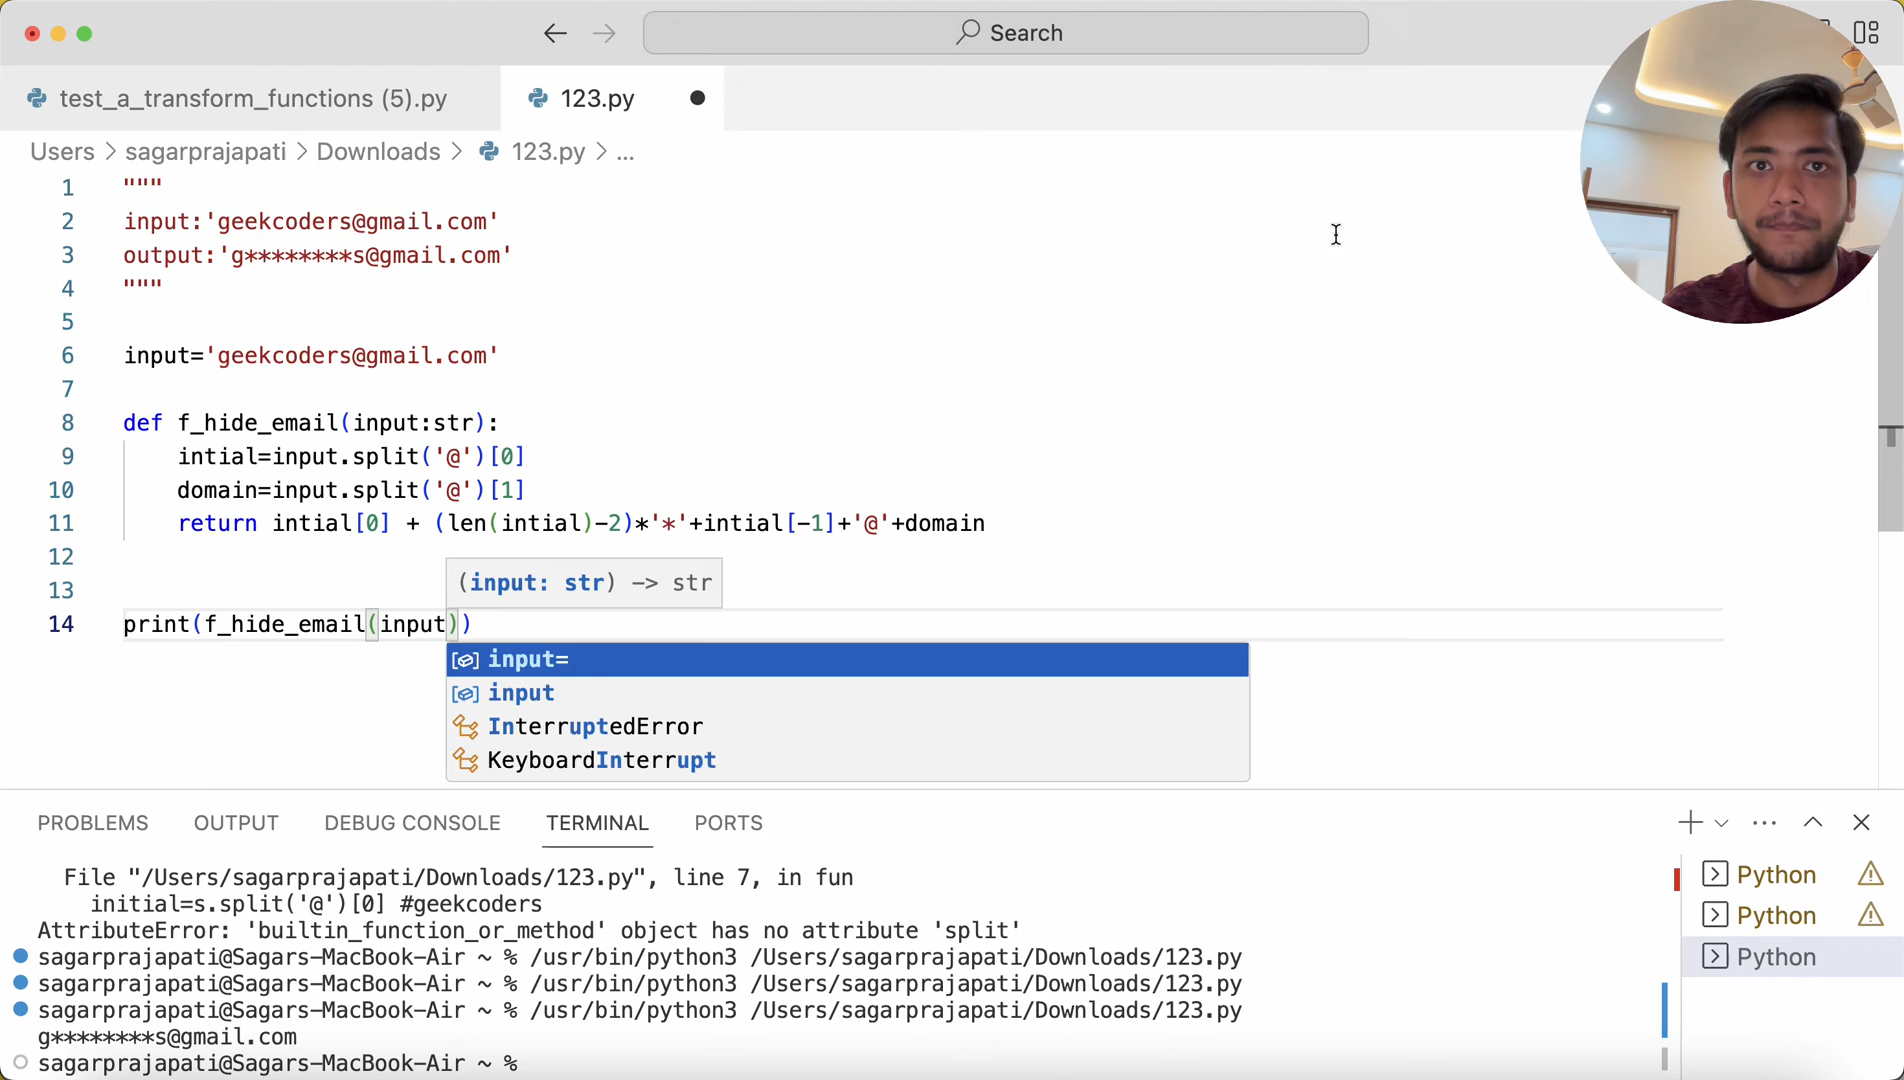 Search
test_a_transform_functions (5).py
123.py
Users > sagarprajapati > Downloads > 123.py > ...
1 """
2 input:'geekcoders@gmail.com'
3 output:'g********s@gmail.com'
4 """
5
6 input='geekcoders@gmail.com'
7
8 def f_hide_email(input:str):
9 intial=input.split('@')[0]
10 domain=input.split('@')[1]
11 return intial[0] + (len(intial)-2)*'*'+intial[-1]+'@'+domain
12
13
(input: str) -> str
14 print(f_hide_email(input))
input=
input
InterruptedError
KeyboardInterrupt
PROBLEMS OUTPUT DEBUG CONSOLE TERMINAL PORTS
File "/Users/sagarprajapati/Downloads/123.py", line 7, in fun
initial=s.split('@')[0] #geekcoders
AttributeError: 'builtin_function_or_method' object has no attribute 'split'
sagarprajapati@Sagars-MacBook-Air ~ % /usr/bin/python3 /Users/sagarprajapati/Downloads/123.py
sagarprajapati@Sagars-MacBook-Air ~ % /usr/bin/python3 /Users/sagarprajapati/Downloads/123.py
sagarprajapati@Sagars-MacBook-Air ~ % /usr/bin/python3 /Users/sagarprajapati/Downloads/123.py
g********s@gmail.com
sagarprajapati@Sagars-MacBook-Air ~ %
Python
Python
Python